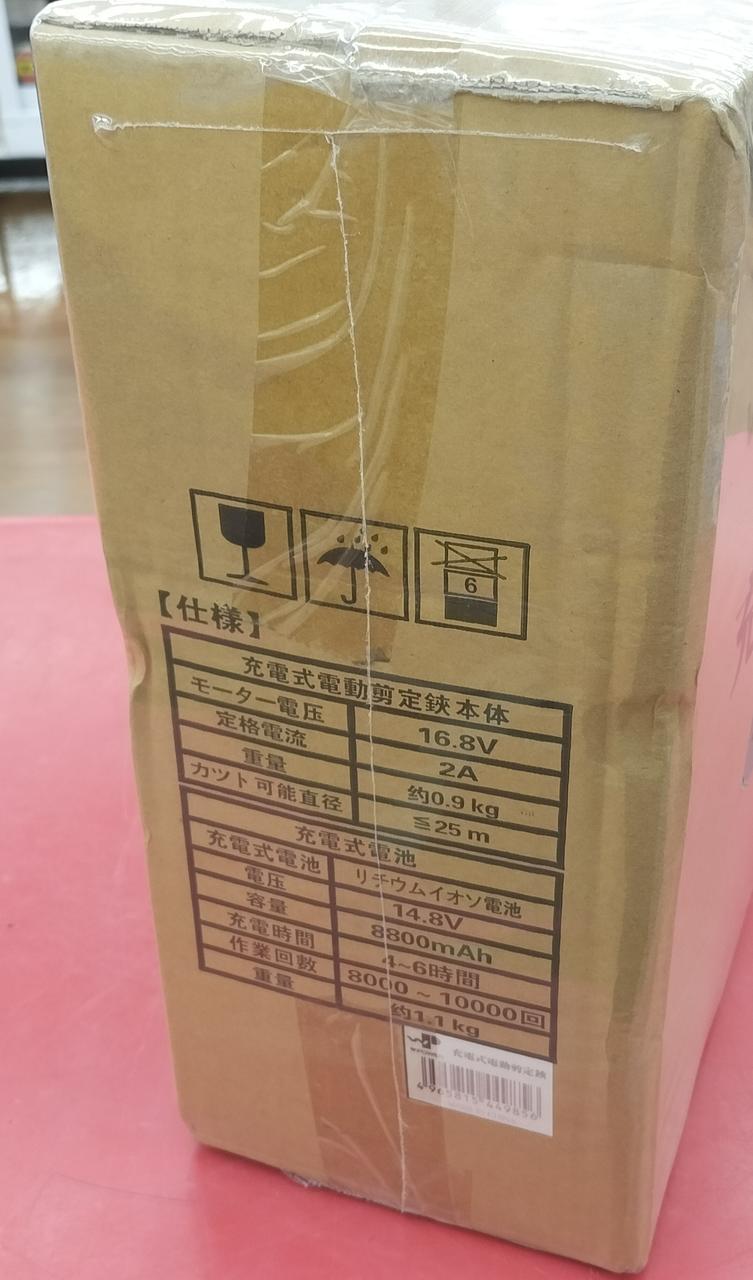 6
【仕様】
充電式電動剪定鋏本体
モーター電圧 16.8V
定格電流 2A
重量 約0.9 kg
カツト可能直径 ≦25 m
充電式電池
充電式電池 リチウムイオソ電池
電圧 14.8V
容量 8800mAh
充電時間 4~6時間
作業回数 8000 ~ 10000回
重量 約1.1 kg
充電式電動剪定鋏
4965815449856